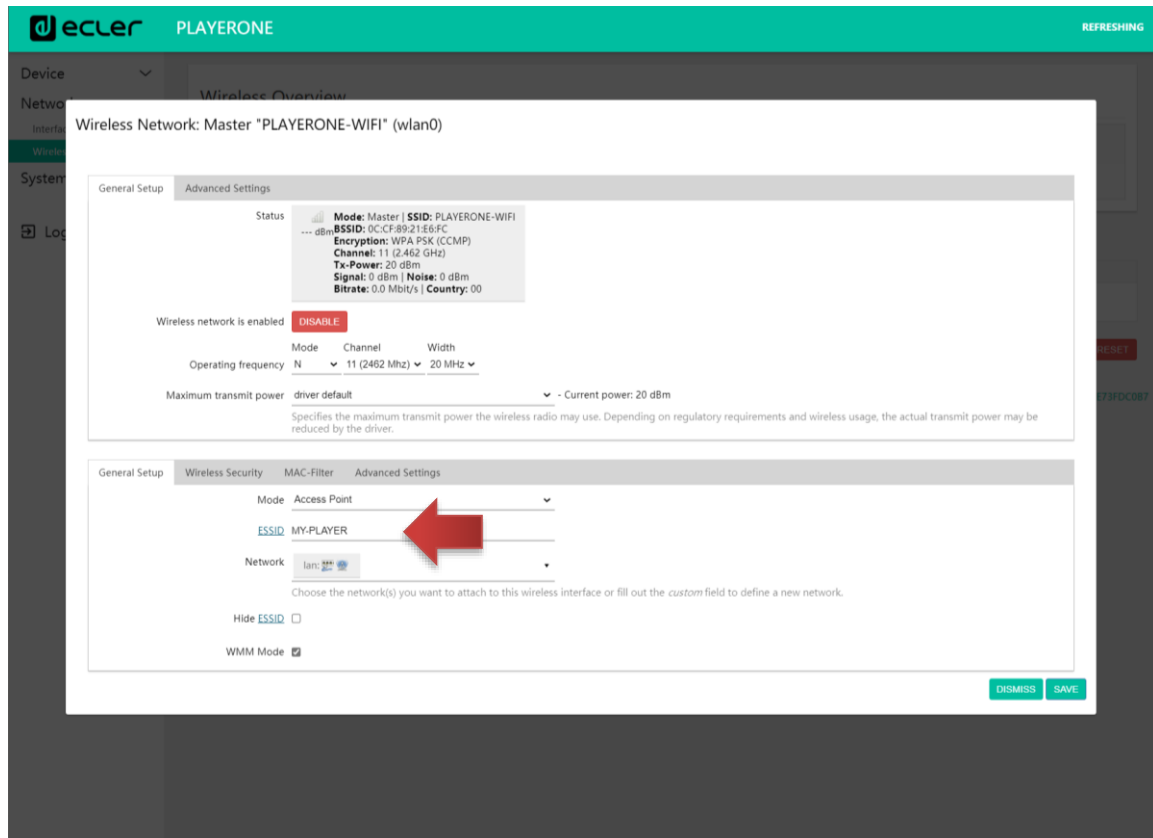 ecler PLAYERONE REFRESHING
Device
Wireless Overview
Wireless Network: Master "PLAYERONE-WIFI" (wlan0)
General Setup Advanced Settings
Status
--- dBm
Mode: Master | SSID: PLAYERONE-WIFI
BSSID: 0C:CF:89:21:E6:FC
Encryption: WPA PSK (CCMP)
Channel: 11 (2.462 GHz)
Tx-Power: 20 dBm
Signal: 0 dBm | Noise: 0 dBm
Bitrate: 0.0 Mbit/s | Country: 00
Wireless network is enabled DISABLE
Mode Channel Width
Operating frequency N 11 (2462 Mhz) 20 MHz
RESET
Maximum transmit power driver default - Current power: 20 dBm
E73FDC0B7
Specifies the maximum transmit power the wireless radio may use. Depending on regulatory requirements and wireless usage, the actual transmit power may be
reduced by the driver.
General Setup Wireless Security MAC-Filter Advanced Settings
Mode Access Point
ESSID MY-PLAYER
Network lan:
Choose the network(s) you want to attach to this wireless interface or fill out the custom field to define a new network.
Hide ESSID
WMM Mode
DISMISS SAVE